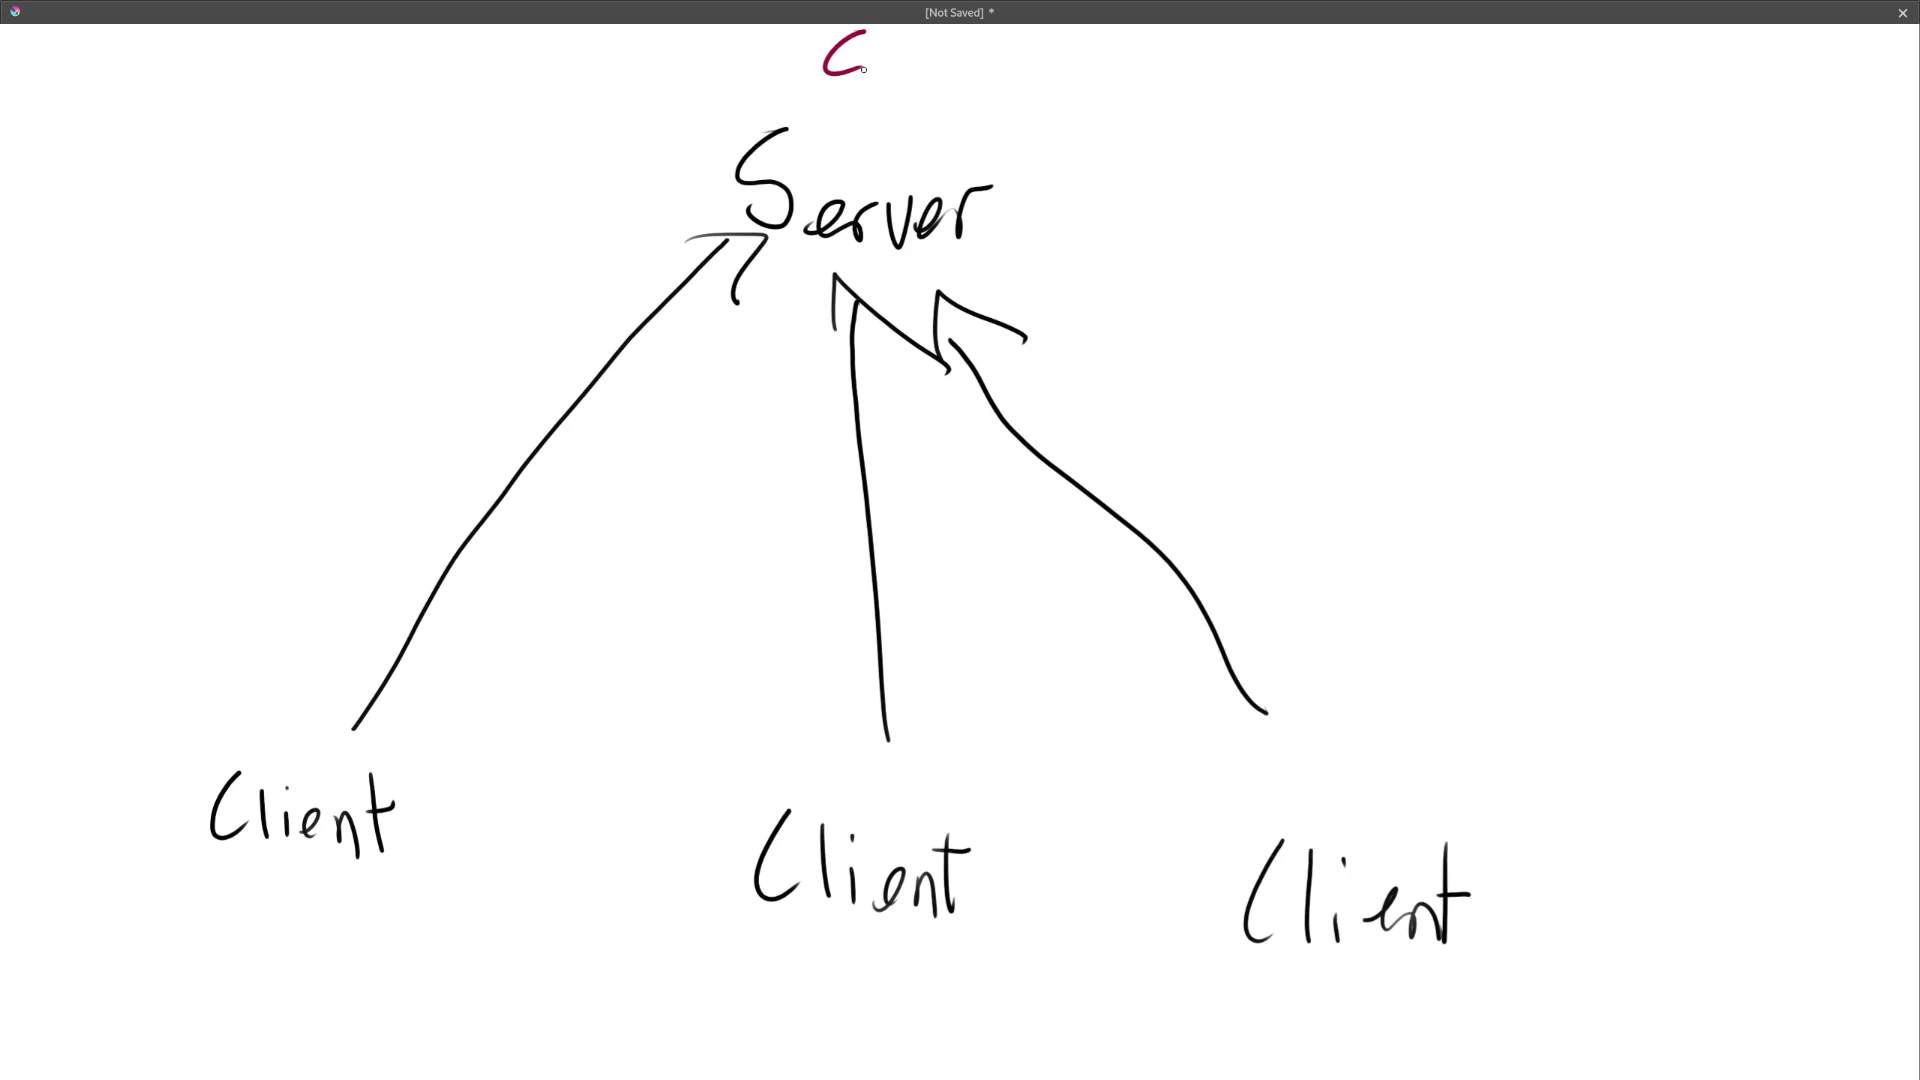 [Not Saved] *
C
Server
Client
Client
Client